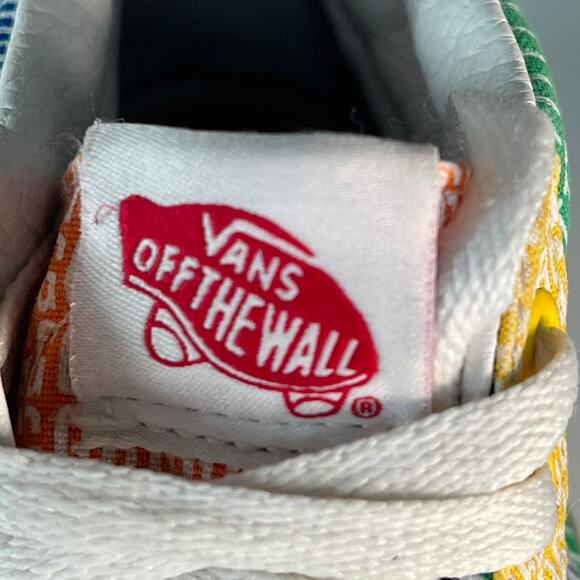 VANS
OFF THE WALL
®